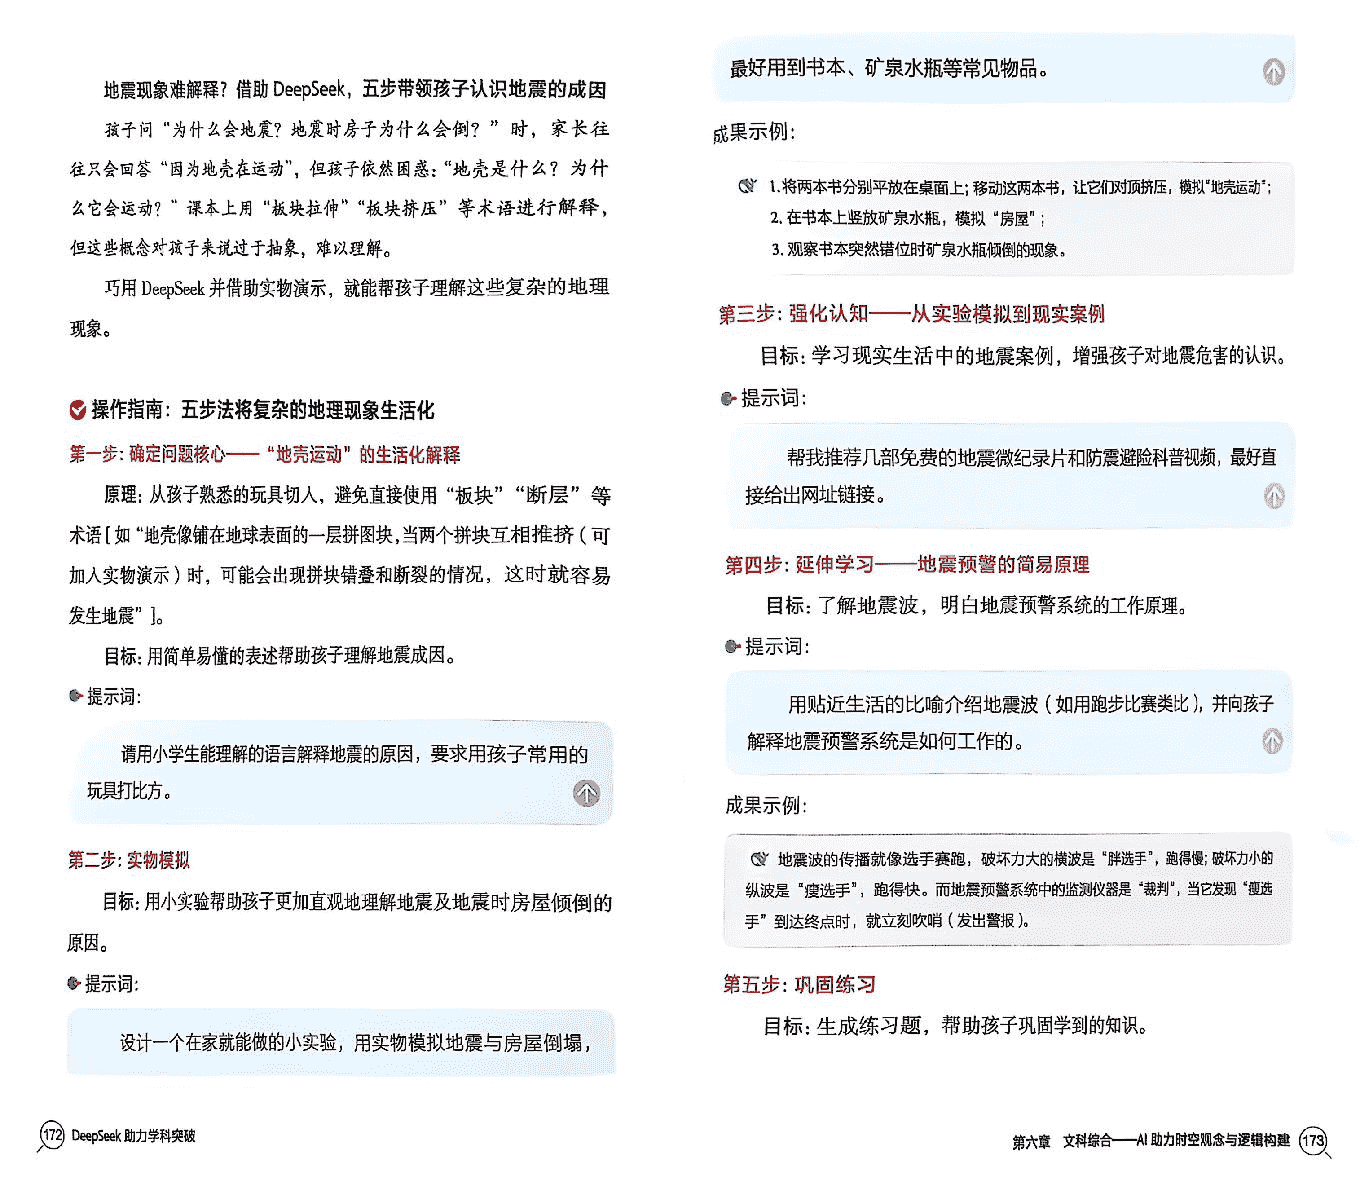 地震现象难解释？借助 DeepSeek，五步带领孩子认识地震的成因
孩子问“为什么会地震？地震时房子为什么会倒？”时，家长往
往只会回答“因为地壳在运动”，但孩子依然困惑：“地壳是什么？为什
么它会运动？”课本上用“板块拉伸”“板块挤压”等术语进行解释，
但这些概念对孩子来说过于抽象，难以理解。
巧用 DeepSeek 并借助实物演示，就能帮孩子理解这些复杂的地理
现象。
操作指南：五步法将复杂的地理现象生活化
第一步：确定问题核心——“地壳运动”的生活化解释
原理：从孩子熟悉的玩具切入，避免直接使用“板块”“断层”等
术语[如“地壳像铺在地球表面的一层拼图块，当两个拼块互相推挤（可
加入实物演示）时，可能会出现拼块错叠和断裂的情况，这时就容易
发生地震”]。
目标：用简单易懂的表述帮助孩子理解地震成因。
提示词：
请用小学生能理解的语言解释地震的原因，要求用孩子常用的
玩具打比方。
第二步：实物模拟
目标：用小实验帮助孩子更加直观地理解地震及地震时房屋倾倒的
原因。
提示词：
设计一个在家就能做的小实验，用实物模拟地震与房屋倒塌，
172 DeepSeek 助力学科突破
最好用到书本、矿泉水瓶等常见物品。
成果示例：
1. 将两本书分别平放在桌面上；移动这两本书，让它们对顶挤压，模拟“地壳运动”；
2. 在书本上竖放矿泉水瓶，模拟“房屋”；
3. 观察书本突然错位时矿泉水瓶倾倒的现象。
第三步：强化认知——从实验模拟到现实案例
目标：学习现实生活中的地震案例，增强孩子对地震危害的认识。
提示词：
帮我推荐几部免费的地震微纪录片和防震避险科普视频，最好直
接给出网址链接。
第四步：延伸学习——地震预警的简易原理
目标：了解地震波，明白地震预警系统的工作原理。
提示词：
用贴近生活的比喻介绍地震波（如用跑步比赛类比），并向孩子
解释地震预警系统是如何工作的。
成果示例：
地震波的传播就像选手赛跑，破坏力大的横波是“胖选手”，跑得慢；破坏力小的
纵波是“瘦选手”，跑得快。而地震预警系统中的监测仪器是“裁判”，当它发现“瘦选
手”到达终点时，就立刻吹哨（发出警报）。
第五步：巩固练习
目标：生成练习题，帮助孩子巩固学到的知识。
第六章 文科综合——AI 助力时空观念与逻辑构建 173